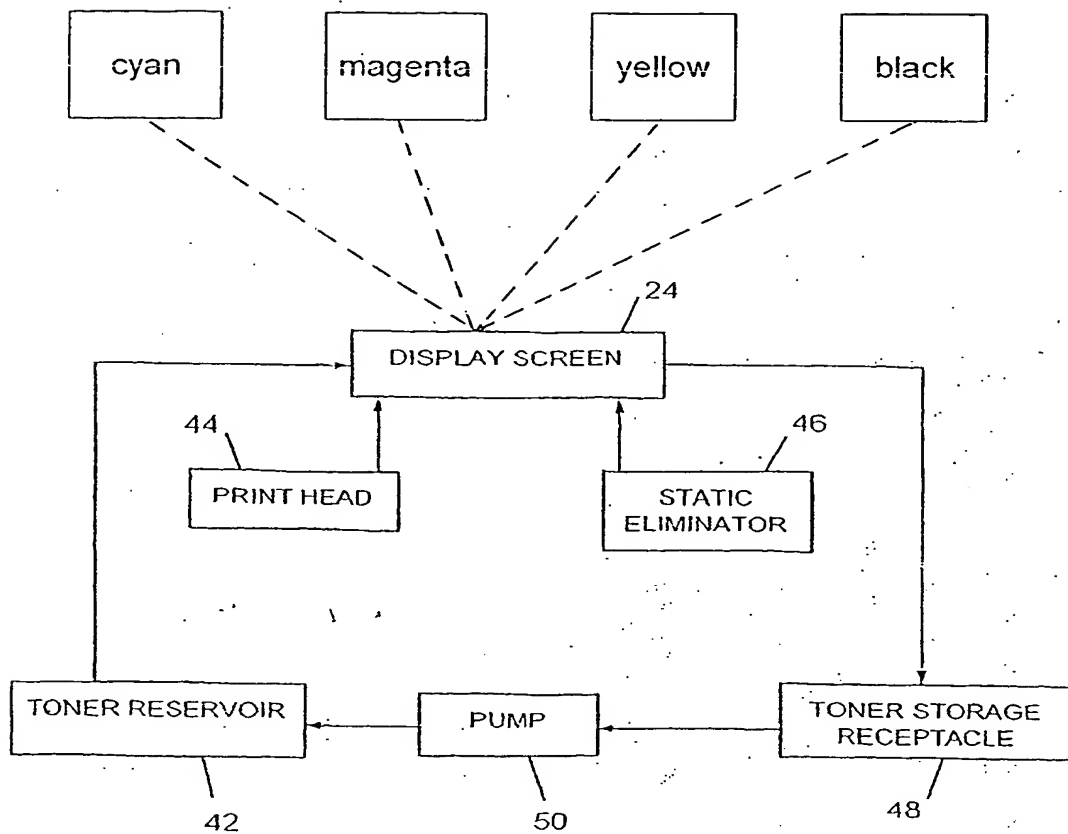 cyan
magenta
yellow
black
24
DISPLAY SCREEN
44
46
PRINT HEAD
STATIC
ELIMINATOR
TONER RESERVOIR
PUMP
TONER STORAGE
RECEPTACLE
42
50
48